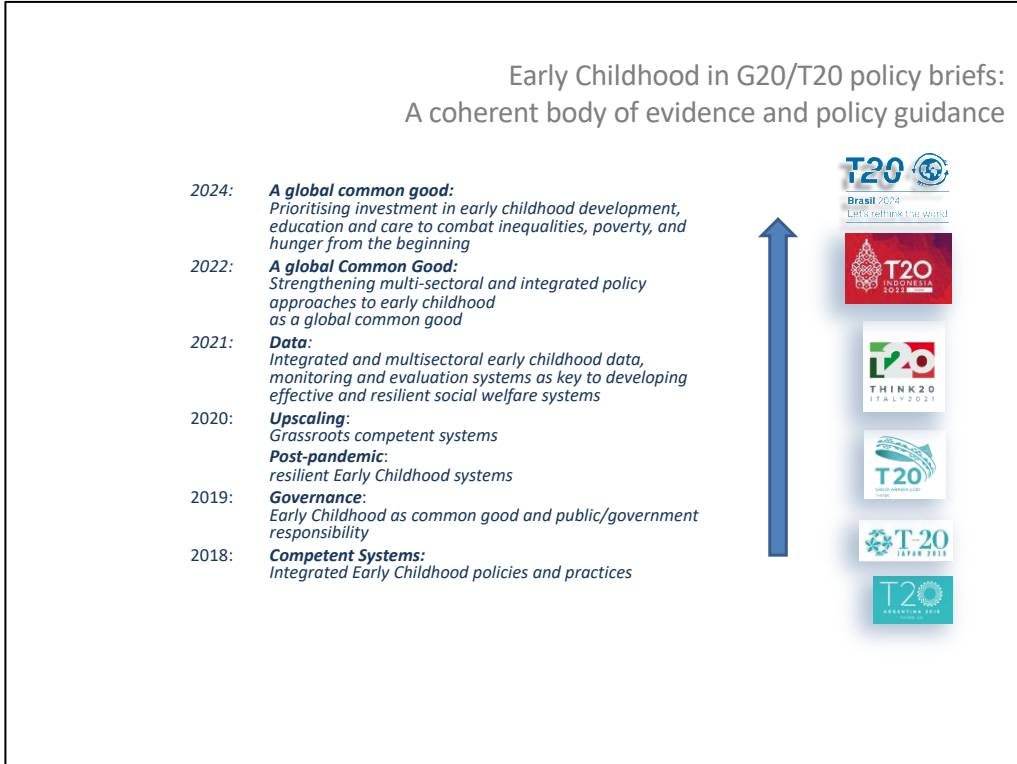 Early Childhood in G20/T20 policy briefs:
A coherent body of evidence and policy guidance
2024: A global common good:
Prioritising investment in early childhood development,
education and care to combat inequalities, poverty, and
hunger from the beginning
2022: A global Common Good:
Strengthening multi-sectoral and integrated policy
approaches to early childhood
as a global common good
2021: Data:
Integrated and multisectoral early childhood data,
monitoring and evaluation systems as key to developing
effective and resilient social welfare systems
2020: Upscaling:
Grassroots competent systems
Post-pandemic:
resilient Early Childhood systems
2019: Governance:
Early Childhood as common good and public/government
responsibility
2018: Competent Systems:
Integrated Early Childhood policies and practices
T20
Brasil 2024
Let's rethink the world
T20
INDONESIA
2022
T20
THINK20
ITALY2021
T20
SAUDI ARABIA 2020
THINK
T-20
JAPAN 2019
T20
ARGENTINA 2018